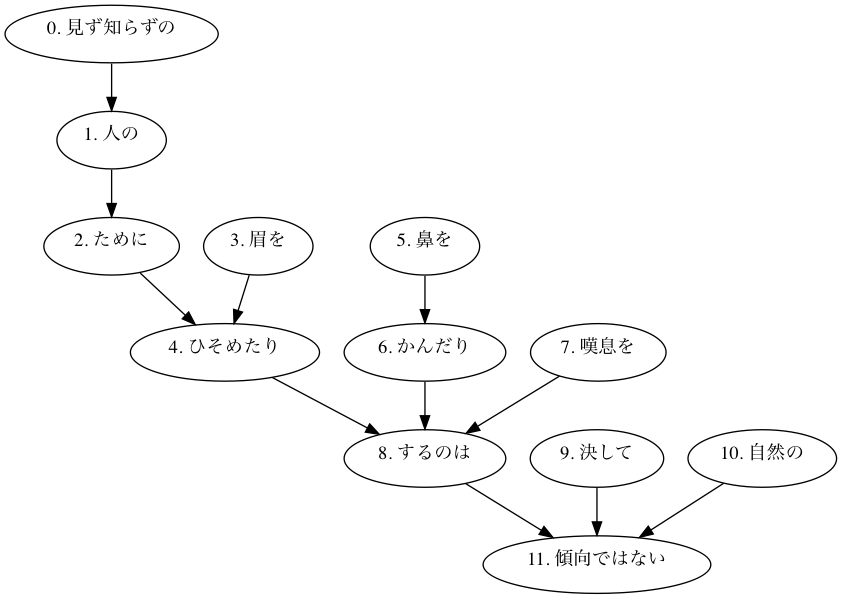 0. 見ず知らずの
1. 人の
2. ために
3. 眉を
5. 鼻を
4. ひそめたり
6. かんだり
7. 嘆息を
8. するのは
9. 決して
10. 自然の
11. 傾向ではない